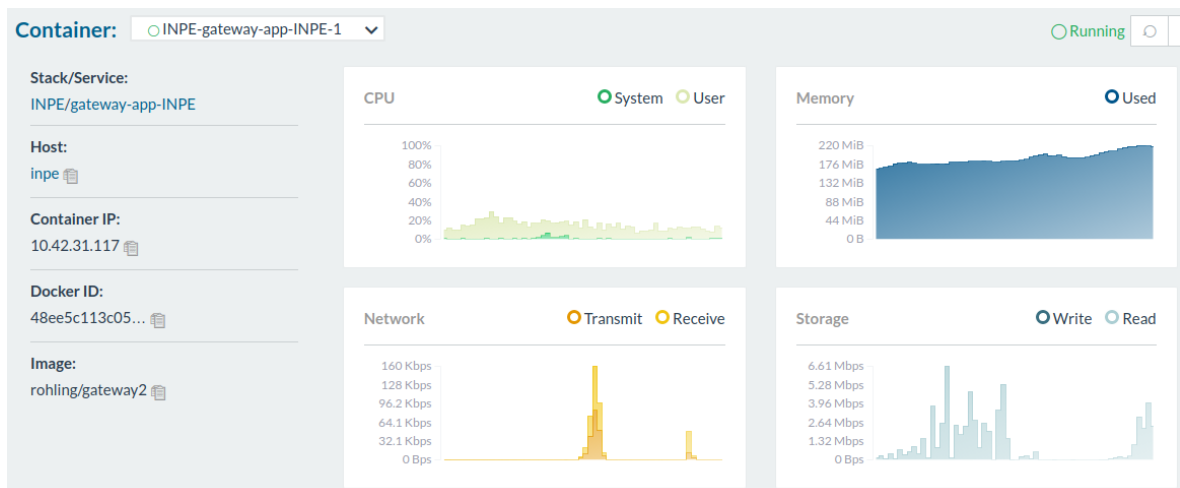 Container: INPE-gateway-app-INPE-1
Running
Stack/Service:
INPE/gateway-app-INPE
Host:
inpe
Container IP:
10.42.31.117
Docker ID:
48ee5c113c05...
Image:
rohling/gateway2
CPU
System User
100%
80%
60%
40%
20%
0%
Memory
Used
220 MiB
176 MiB
132 MiB
88 MiB
44 MiB
0 B
Network
Transmit Receive
160 Kbps
128 Kbps
96.2 Kbps
64.1 Kbps
32.1 Kbps
0 Bps
Storage
Write Read
6.61 Mbps
5.28 Mbps
3.96 Mbps
2.64 Mbps
1.32 Mbps
0 Bps